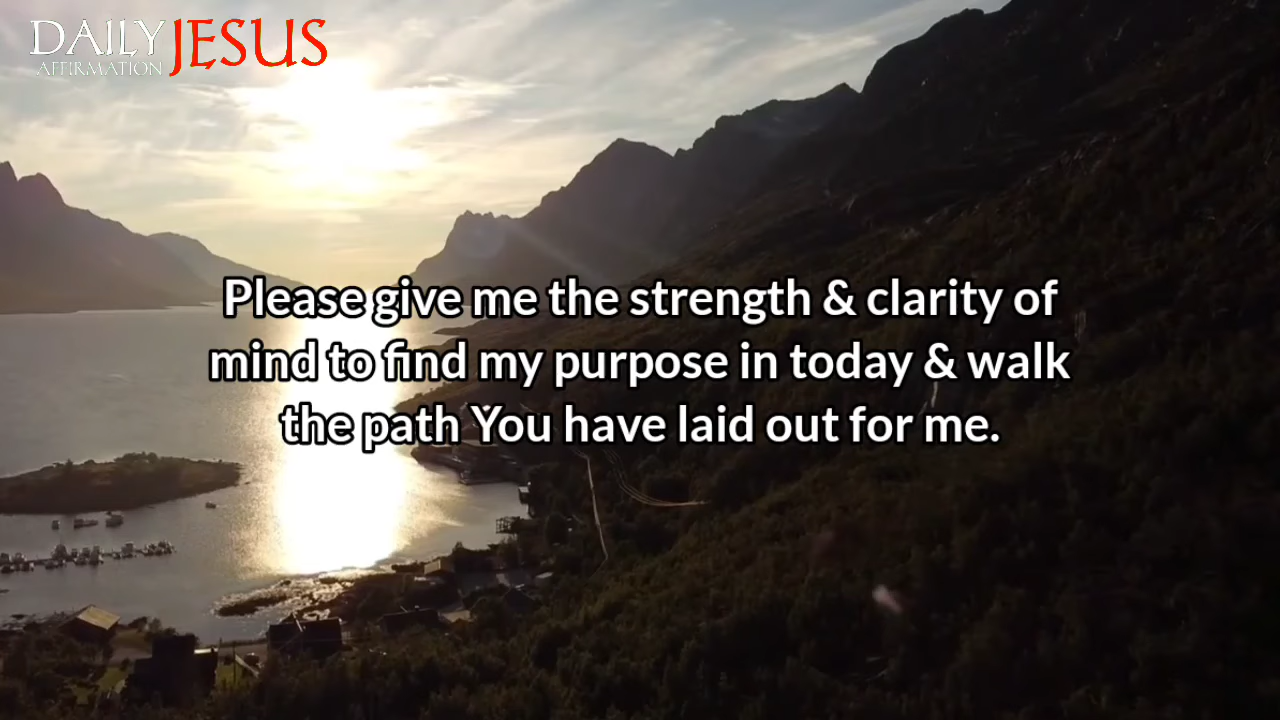 DAILY JESUS
AFFIRMATION
Please give me the strength & clarity of
mind to find my purpose in today & walk
the path You have laid out for me.